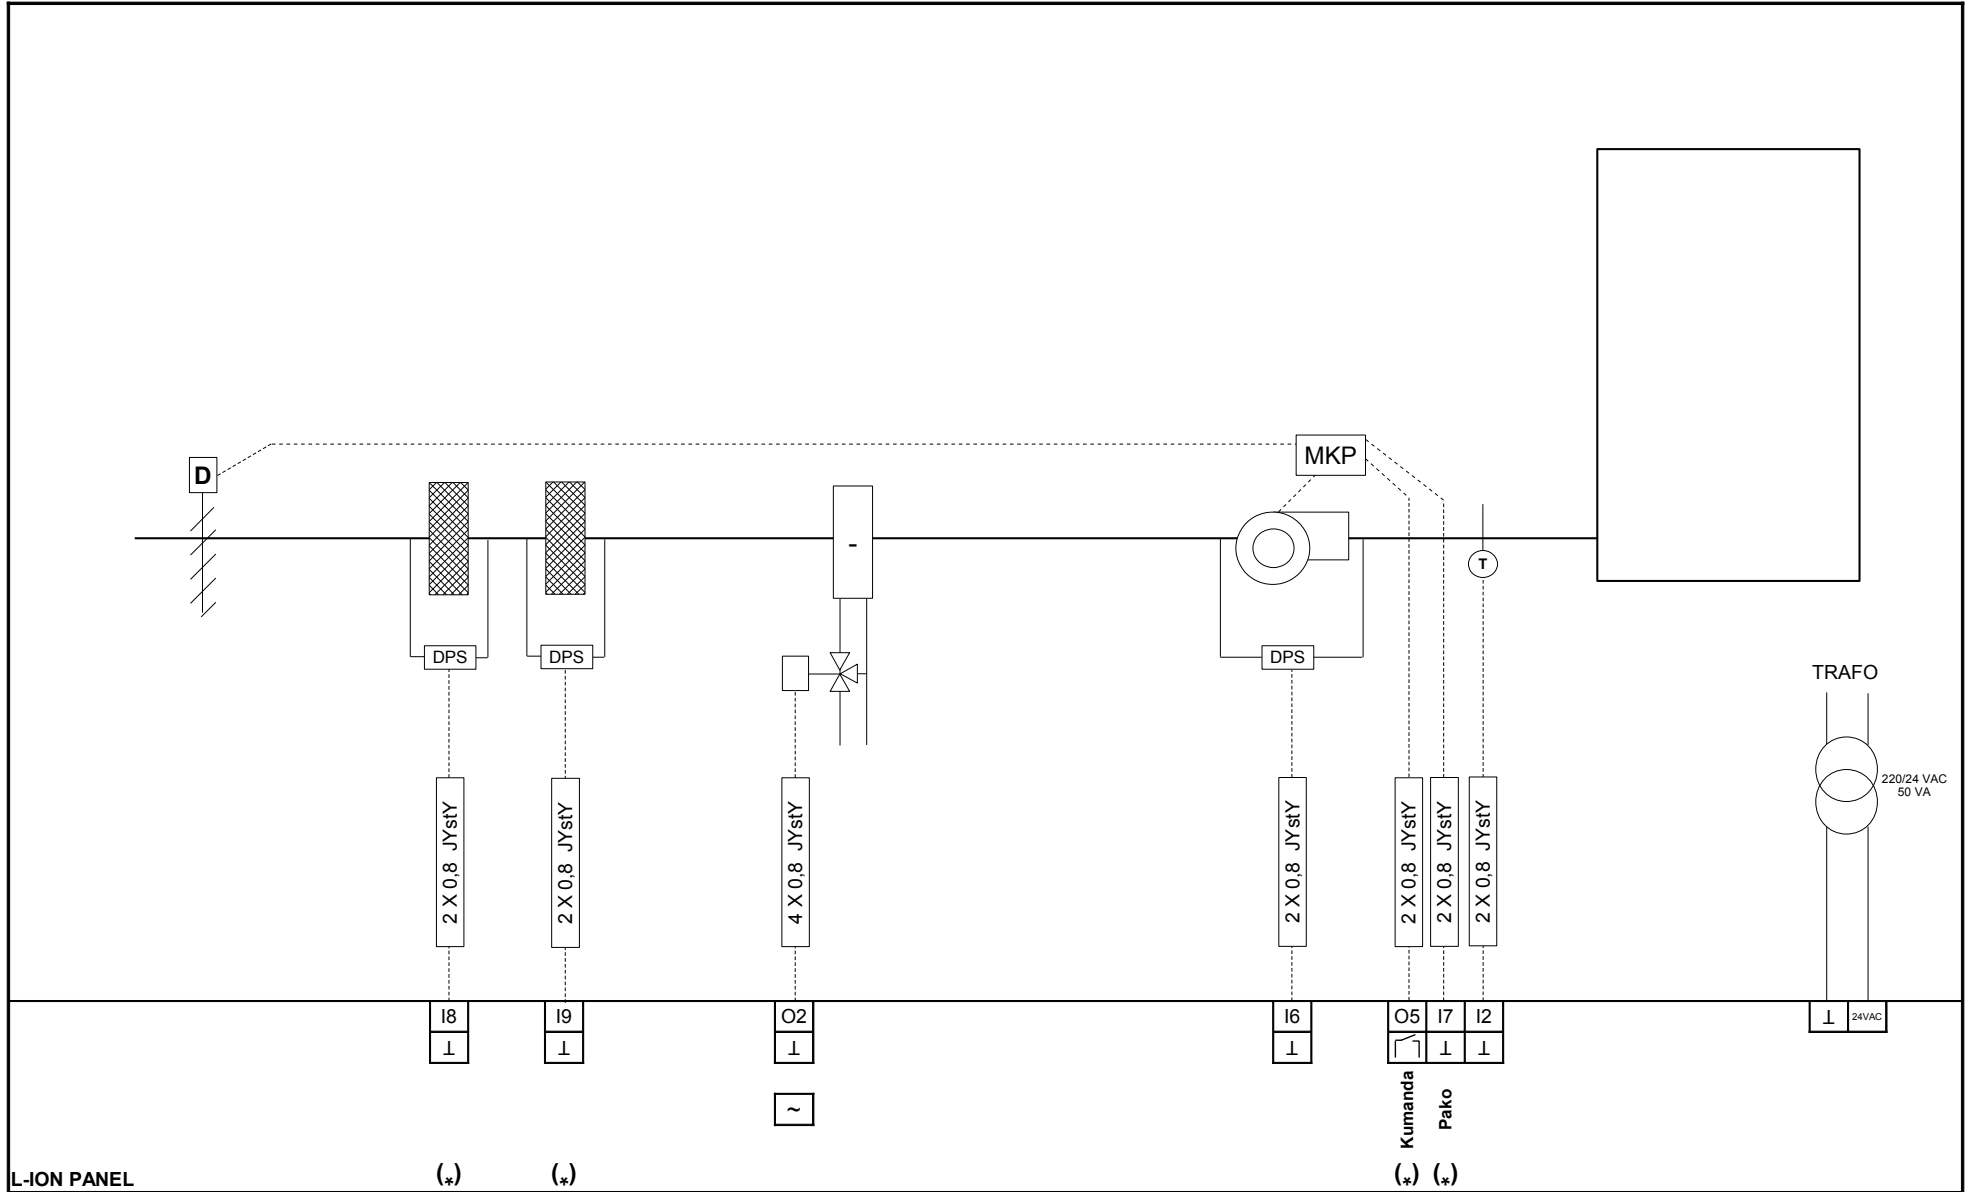 MKP
D
-
T
DPS
DPS
DPS
TRAFO
220/24 VAC
50 VA
2 X 0,8 JYstY
2 X 0,8 JYstY
4 X 0,8 JYstY
2 X 0,8 JYstY
2 X 0,8 JYstY
2 X 0,8 JYstY
2 X 0,8 JYstY
I8
I9
O2
I6
O5
I7
I2
⊥
24VAC
⊥
⊥
⊥
⊥
⊥
⊥
~
Kumanda
Pako
L-ION PANEL
(*)
(*)
(*)
(*)